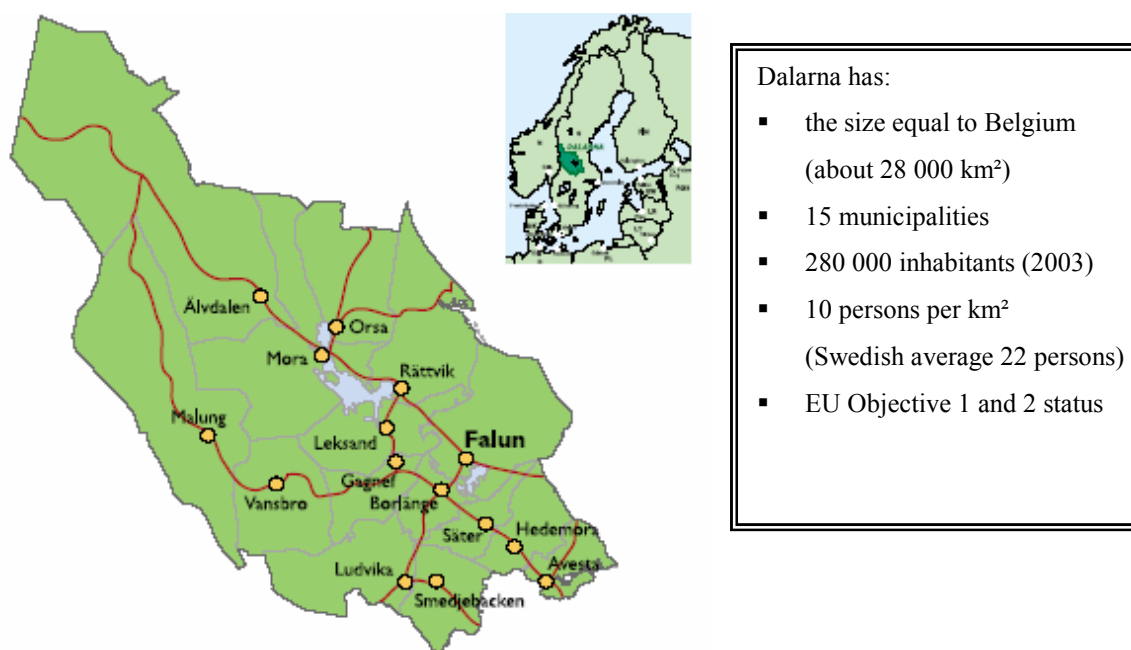 DALARNA
Älvdalen
Orsa
Mora
Rättvik
Malung
Leksand
Falun
Gagnef
Vansbro
Borlänge
Säter
Hedemora
Ludvika
Avesta
Smedjebacken
Dalarna has:
▪ the size equal to Belgium
(about 28 000 km²)
▪ 15 municipalities
▪ 280 000 inhabitants (2003)
▪ 10 persons per km²
(Swedish average 22 persons)
▪ EU Objective 1 and 2 status